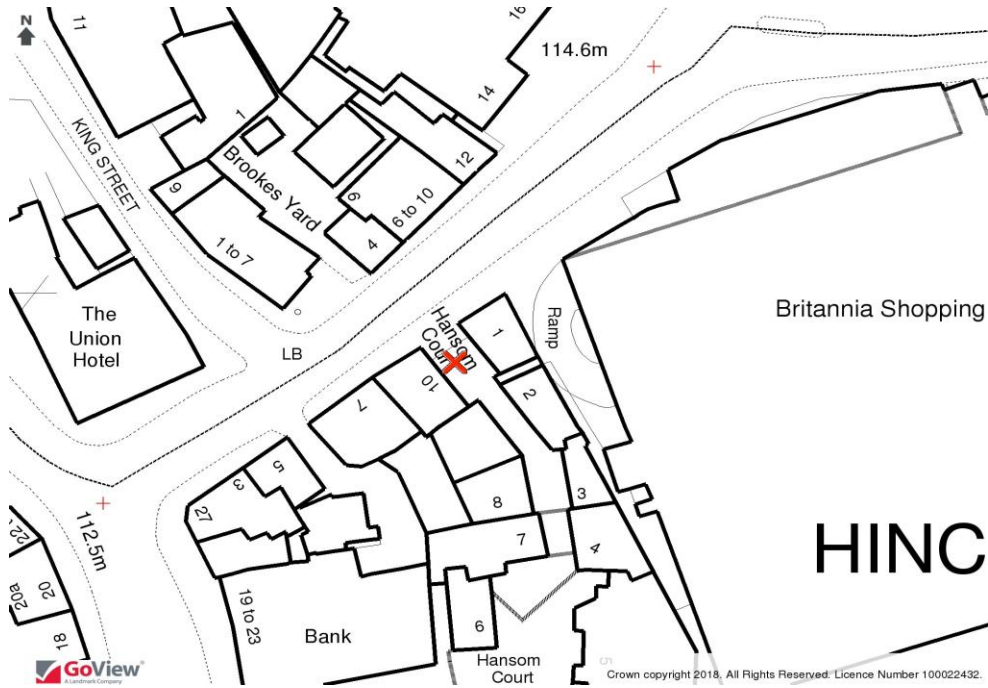 N
11
16
114.6m
14
KING STREET
1
12
Brookes Yard
9
6
6 to 10
4
1 to 7
The
Union
Hotel
LB
Hansom
Court
1
Ramp
Britannia Shopping
10
2
7
5
3
27
8
3
112.5m
7
4
HINC
22
20
20a
18
19 to 23
Bank
6
Hansom
Court
5
GoView
A Landmark Company
Crown copyright 2018. All Rights Reserved. Licence Number 100022432.